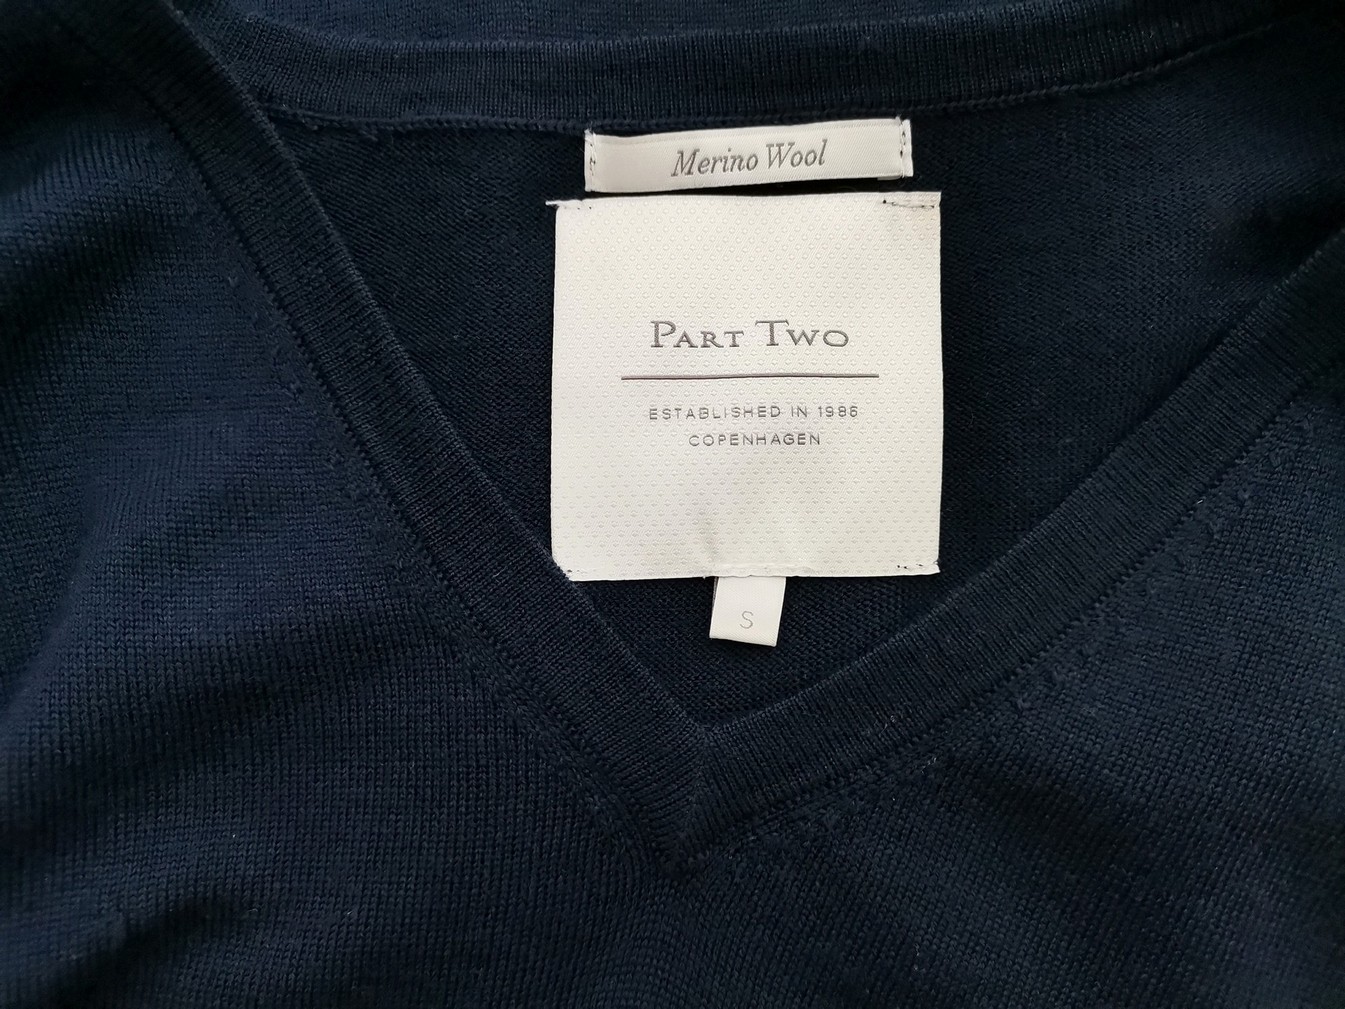 Merino Wool
PART TWO
ESTABLISHED IN 1986
COPENHAGEN
S